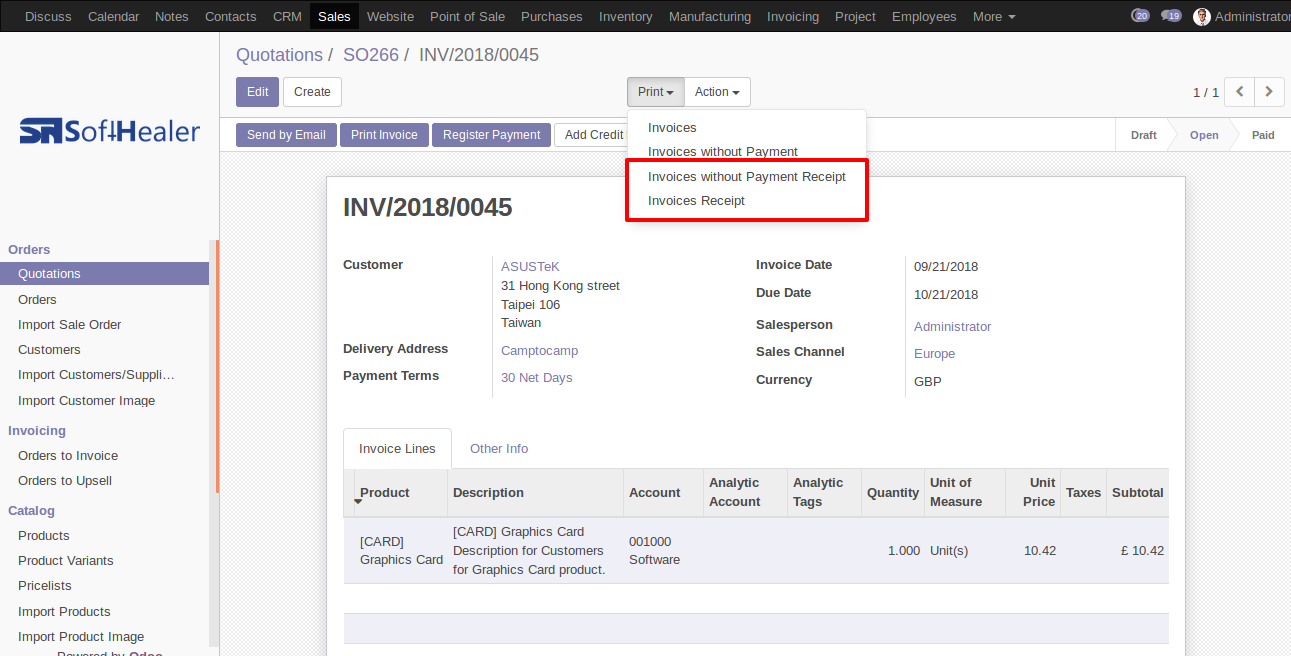 Discuss Calendar Notes Contacts CRM Sales Website Point of Sale Purchases Inventory Manufacturing Invoicing Project Employees More 20 19 Administrator
Quotations / SO266 / INV/2018/0045
Edit Create Print Action 1 / 1
SoftHealer
Send by Email Print Invoice Register Payment Add Credit Draft Open Paid
Invoices
Invoices without Payment
Invoices without Payment Receipt
Invoices Receipt
Orders
Quotations
Orders
Import Sale Order
Customers
Import Customers/Suppli...
Import Customer Image
Invoicing
Orders to Invoice
Orders to Upsell
Catalog
Products
Product Variants
Pricelists
Import Products
Import Product Image
Powered by Odoo
INV/2018/0045
Customer ASUSTeK
31 Hong Kong street
Taipei 106
Taiwan
Delivery Address Camptocamp
Payment Terms 30 Net Days
Invoice Date 09/21/2018
Due Date 10/21/2018
Salesperson Administrator
Sales Channel Europe
Currency GBP
Invoice Lines Other Info
Product Description Account Analytic Account Analytic Tags Quantity Unit of Measure Unit Price Taxes Subtotal
[CARD] Graphics Card [CARD] Graphics Card Description for Customers for Graphics Card product. 001000 Software 1.000 Unit(s) 10.42 £ 10.42